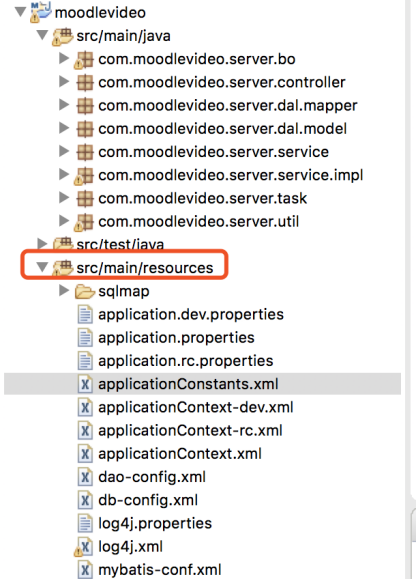 moodlevideo
src/main/java
com.moodlevideo.server.bo
com.moodlevideo.server.controller
com.moodlevideo.server.dal.mapper
com.moodlevideo.server.dal.model
com.moodlevideo.server.service
com.moodlevideo.server.service.impl
com.moodlevideo.server.task
com.moodlevideo.server.util
src/test/java
src/main/resources
sqlmap
application.dev.properties
application.properties
application.rc.properties
applicationConstants.xml
applicationContext-dev.xml
applicationContext-rc.xml
applicationContext.xml
dao-config.xml
db-config.xml
log4j.properties
log4j.xml
mybatis-conf.xml